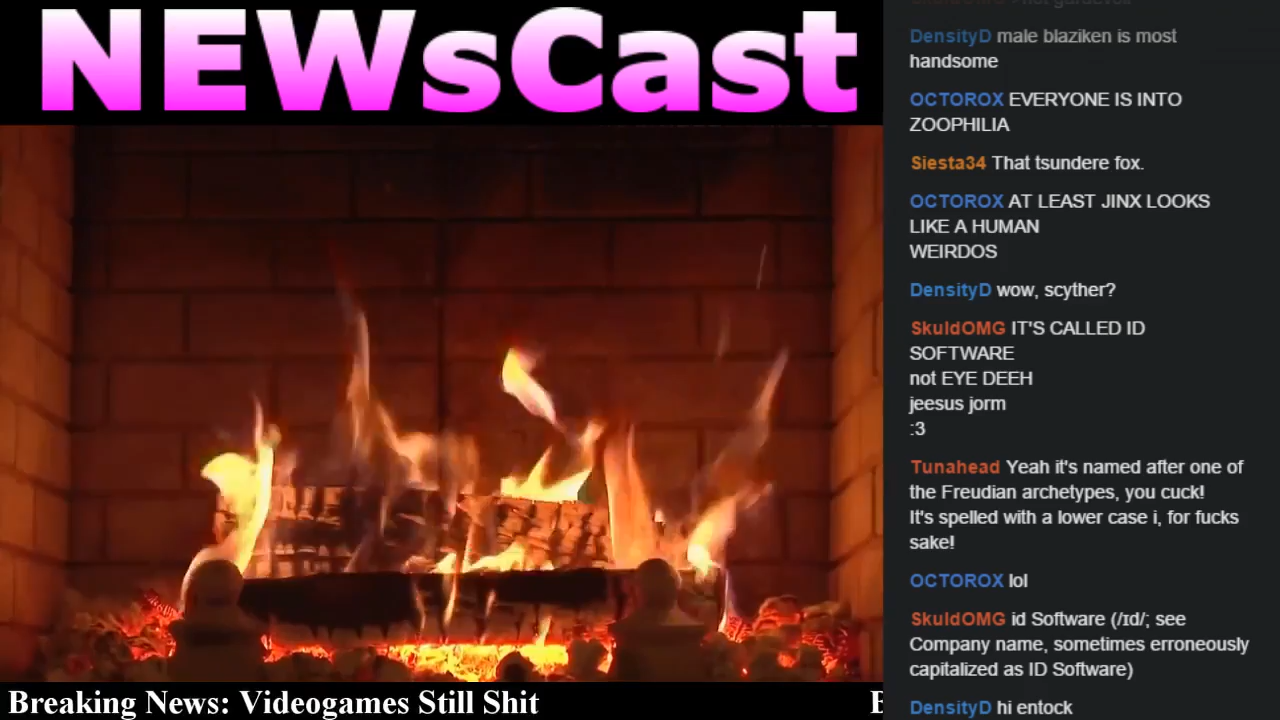 NEWsCast
DensityD male blaziken is most
handsome
OCTOROX EVERYONE IS INTO
ZOOPHILIA
Siesta34 That tsundere fox.
OCTOROX AT LEAST JINX LOOKS
LIKE A HUMAN
WEIRDOS
DensityD wow, scyther?
SkuldOMG IT'S CALLED ID
SOFTWARE
not EYE DEEH
jeesus jorm
:3
Tunahead Yeah it's named after one of
the Freudian archetypes, you cuck!
It's spelled with a lower case i, for fucks
sake!
OCTOROX lol
SkuldOMG id Software (/ɪd/; see
Company name, sometimes erroneously
capitalized as ID Software)
DensityD hi entock
Breaking News: Videogames Still Shit